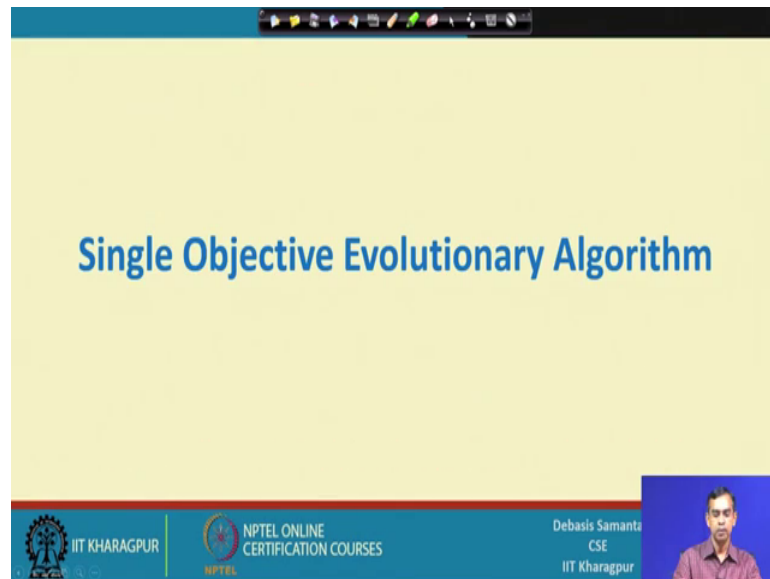 Single Objective Evolutionary Algorithm
IIT KHARAGPUR
NPTEL
NPTEL ONLINE
CERTIFICATION COURSES
Debasis Samanta
CSE
IIT Kharagpur